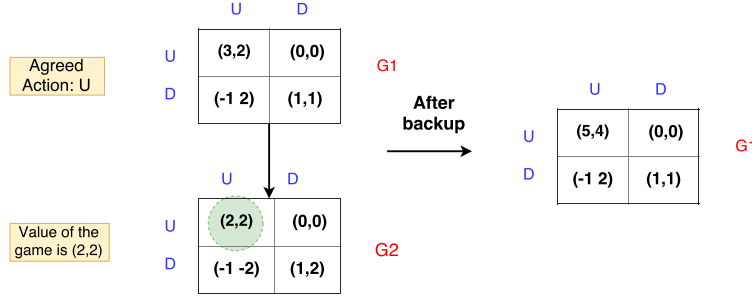 U D
U (3,2) (0,0)
D (-1 2) (1,1)
G1
Agreed
Action: U
After
backup
U D
U (5,4) (0,0)
D (-1 2) (1,1)
G1
U D
U (2,2) (0,0)
D (-1 -2) (1,2)
G2
Value of the
game is (2,2)